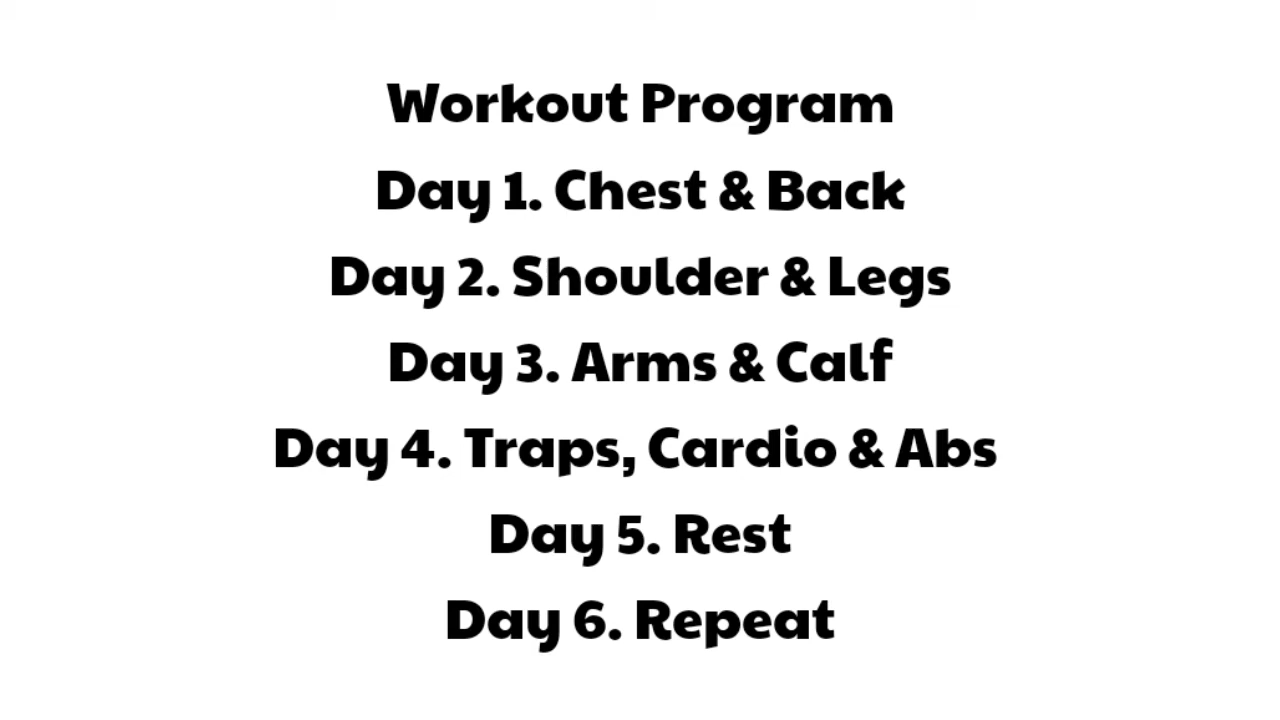 Workout Program
Day 1. Chest & Back
Day 2. Shoulder & Legs
Day 3. Arms & Calf
Day 4. Traps, Cardio & Abs
Day 5. Rest
Day 6. Repeat